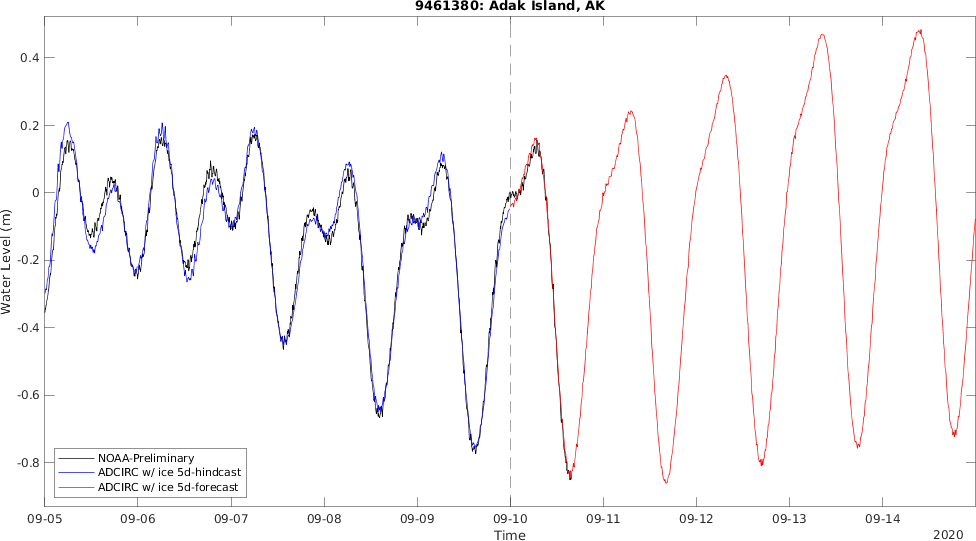 9461380: Adak Island, AK
Water Level (m)
0.4
0.2
0
-0.2
-0.4
-0.6
-0.8
NOAA-Preliminary
ADCIRC w/ ice 5d-hindcast
ADCIRC w/ ice 5d-forecast
09-05 09-06 09-07 09-08 09-09 09-10 09-11 09-12 09-13 09-14
Time
2020